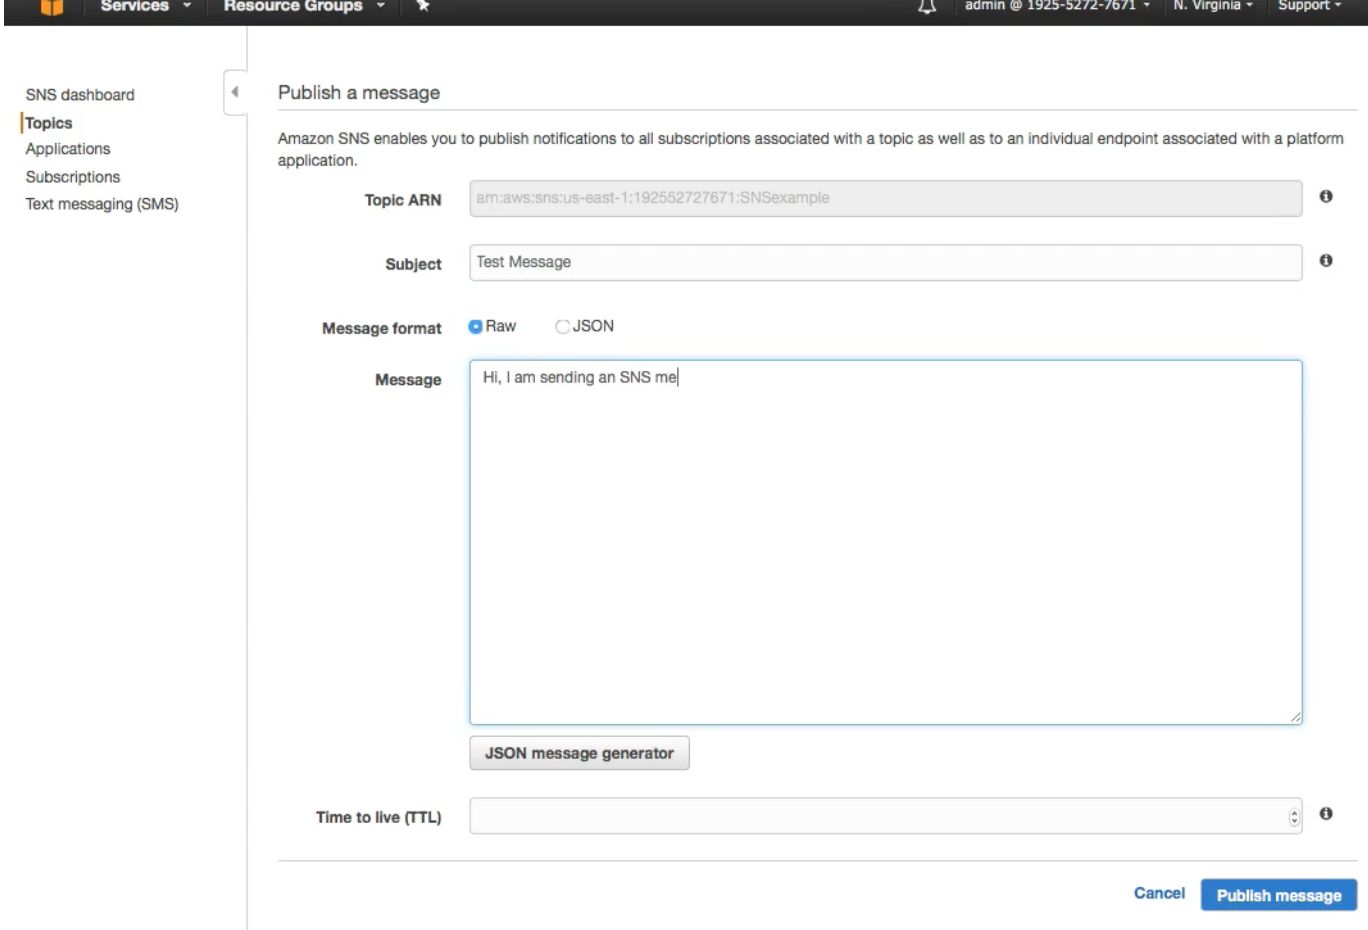 Services Resource Groups admin @ 1925-5272-7671 N. Virginia Support
SNS dashboard
Topics
Applications
Subscriptions
Text messaging (SMS)
Publish a message
Amazon SNS enables you to publish notifications to all subscriptions associated with a topic as well as to an individual endpoint associated with a platform
application.
Topic ARN arn:aws:sns:us-east-1:192552727671:SNSexample
Subject Test Message
Message format Raw JSON
Message Hi, I am sending an SNS me
JSON message generator
Time to live (TTL)
Cancel Publish message